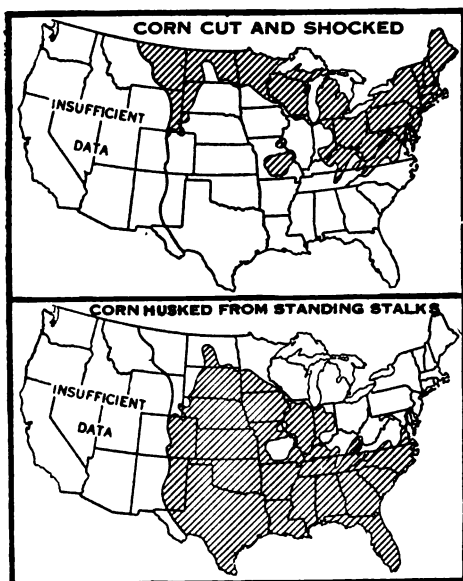 CORN CUT AND SHOCKED
INSUFFICIENT
DATA
CORN HUSKED FROM STANDING STALKS
INSUFFICIENT
DATA